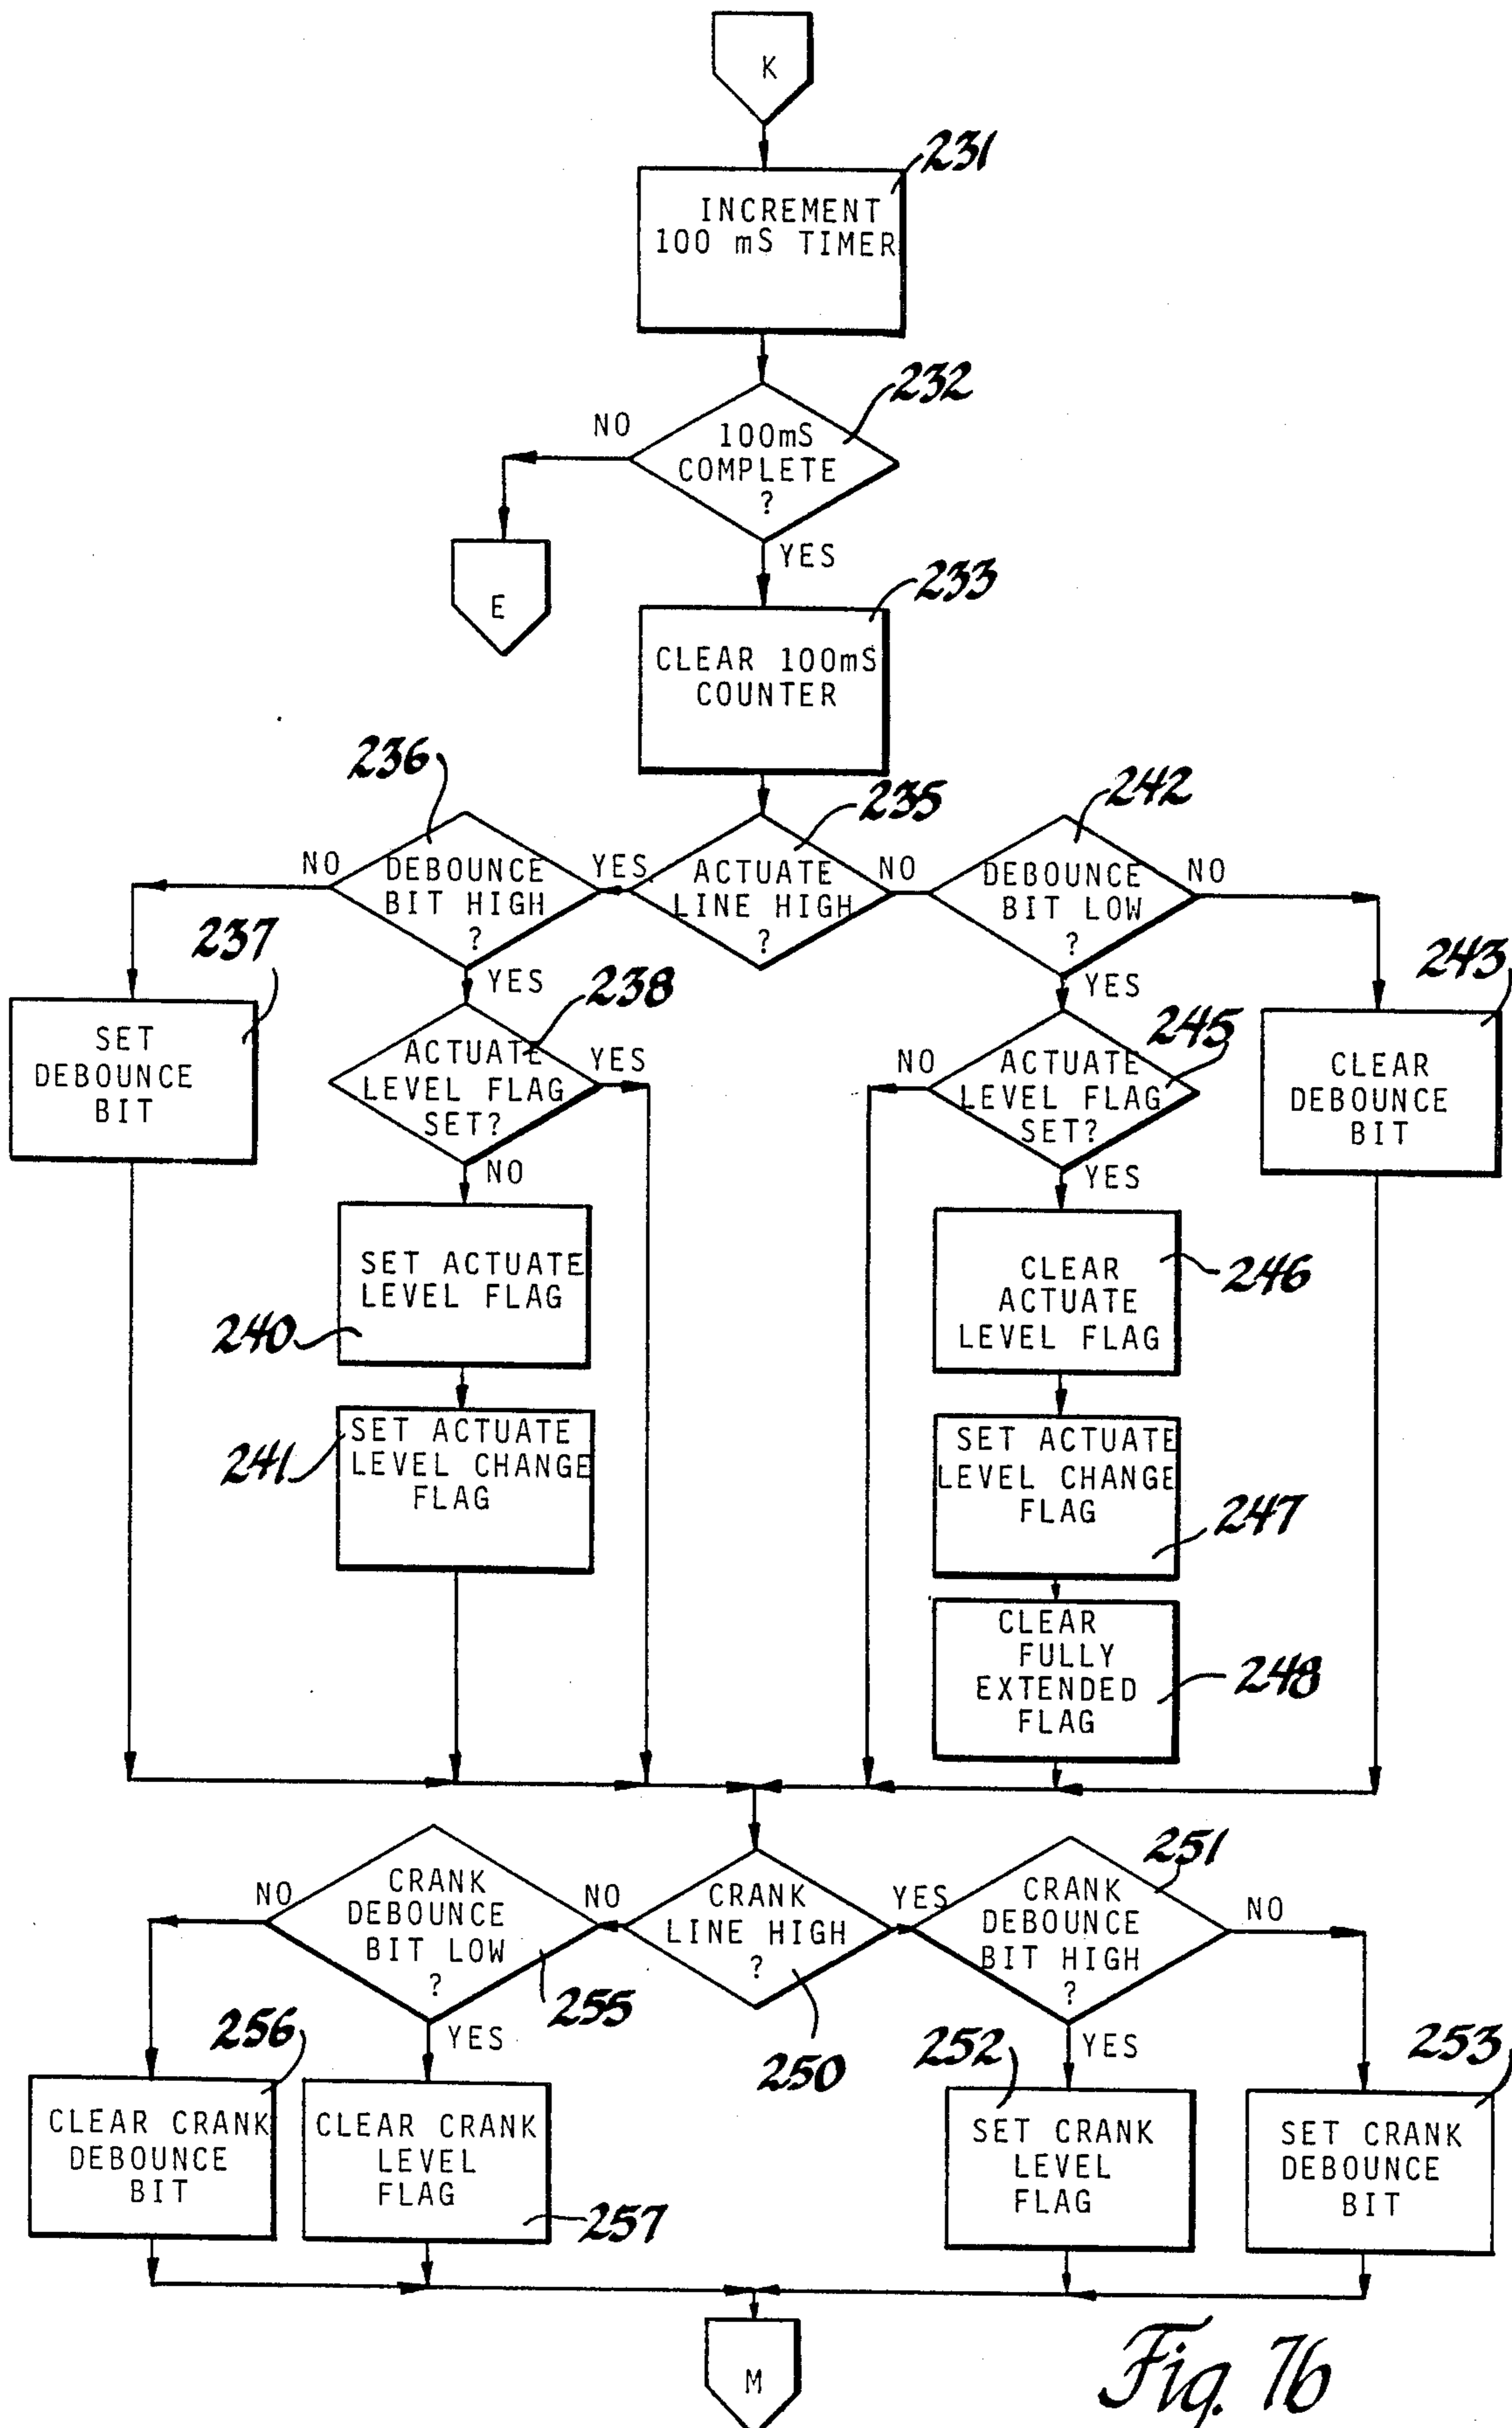 K
231
INCREMENT
100 mS TIMER
232
NO
100mS
COMPLETE
?
YES
E
233
CLEAR 100mS
COUNTER
236
235
242
NO
DEBOUNCE
BIT HIGH
?
YES
ACTUATE
LINE HIGH
?
NO
DEBOUNCE
BIT LOW
?
NO
237
YES
238
YES
245
243
SET
DEBOUNCE
BIT
ACTUATE
LEVEL FLAG
SET?
YES
NO
ACTUATE
LEVEL FLAG
SET?
CLEAR
DEBOUNCE
BIT
NO
YES
SET ACTUATE
LEVEL FLAG
240
CLEAR
ACTUATE
LEVEL FLAG
246
241
SET ACTUATE
LEVEL CHANGE
FLAG
SET ACTUATE
LEVEL CHANGE
FLAG
247
CLEAR
FULLY
EXTENDED
FLAG
248
251
NO
CRANK
DEBOUNCE
BIT LOW
?
NO
CRANK
LINE HIGH
?
YES
CRANK
DEBOUNCE
BIT HIGH
?
NO
255
250
256
YES
252
YES
253
CLEAR CRANK
DEBOUNCE
BIT
CLEAR CRANK
LEVEL
FLAG
257
SET CRANK
LEVEL
FLAG
SET CRANK
DEBOUNCE
BIT
M
Fig. 7b